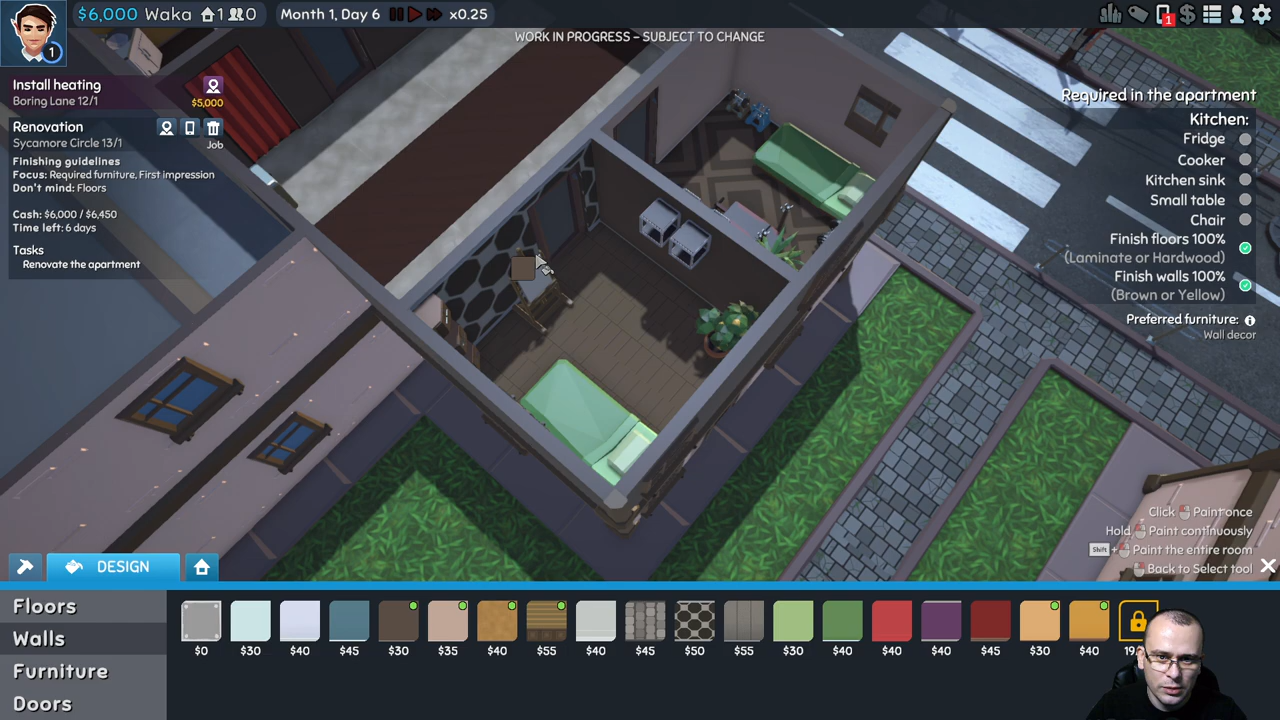 $6,000 Waka 1 0 Month 1, Day 6 x0.25
1
1
WORK IN PROGRESS – SUBJECT TO CHANGE
Install heating
Boring Lane 12/1
$5,000
Renovation
Sycamore Circle 13/1
Job
Finishing guidelines
Focus: Required furniture, First impression
Don't mind: Floors
Cash: $6,000 / $6,450
Time left: 6 days
Tasks
Renovate the apartment
Required in the apartment
Kitchen:
Fridge
Cooker
Kitchen sink
Small table
Chair
Finish floors 100%
(Laminate or Hardwood)
Finish walls 100%
(Brown or Yellow)
Preferred furniture:
Wall decor
Click Paint once
Hold Paint continuously
Shift + Paint the entire room
Back to Select tool
DESIGN
Floors
Walls
Furniture
Doors
$0 $30 $40 $45 $30 $35 $40 $55 $40 $45 $50 $55 $30 $40 $40 $40 $45 $30 $40